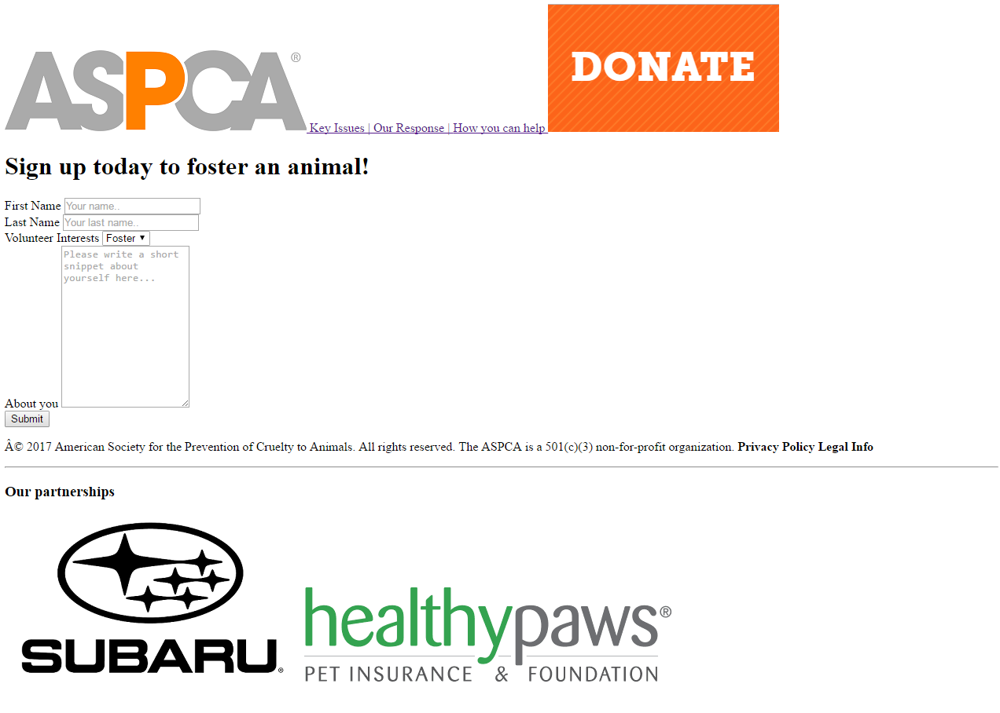 ASPCA® Key Issues | Our Response | How you can help DONATE
Sign up today to foster an animal!
First Name Your name..
Last Name Your last name..
Volunteer Interests Foster
Please write a short
snippet about
yourself here...
About you
Submit
Â© 2017 American Society for the Prevention of Cruelty to Animals. All rights reserved. The ASPCA is a 501(c)(3) non-for-profit organization. Privacy Policy Legal Info
Our partnerships
SUBARU®
healthypaws®
PET INSURANCE & FOUNDATION